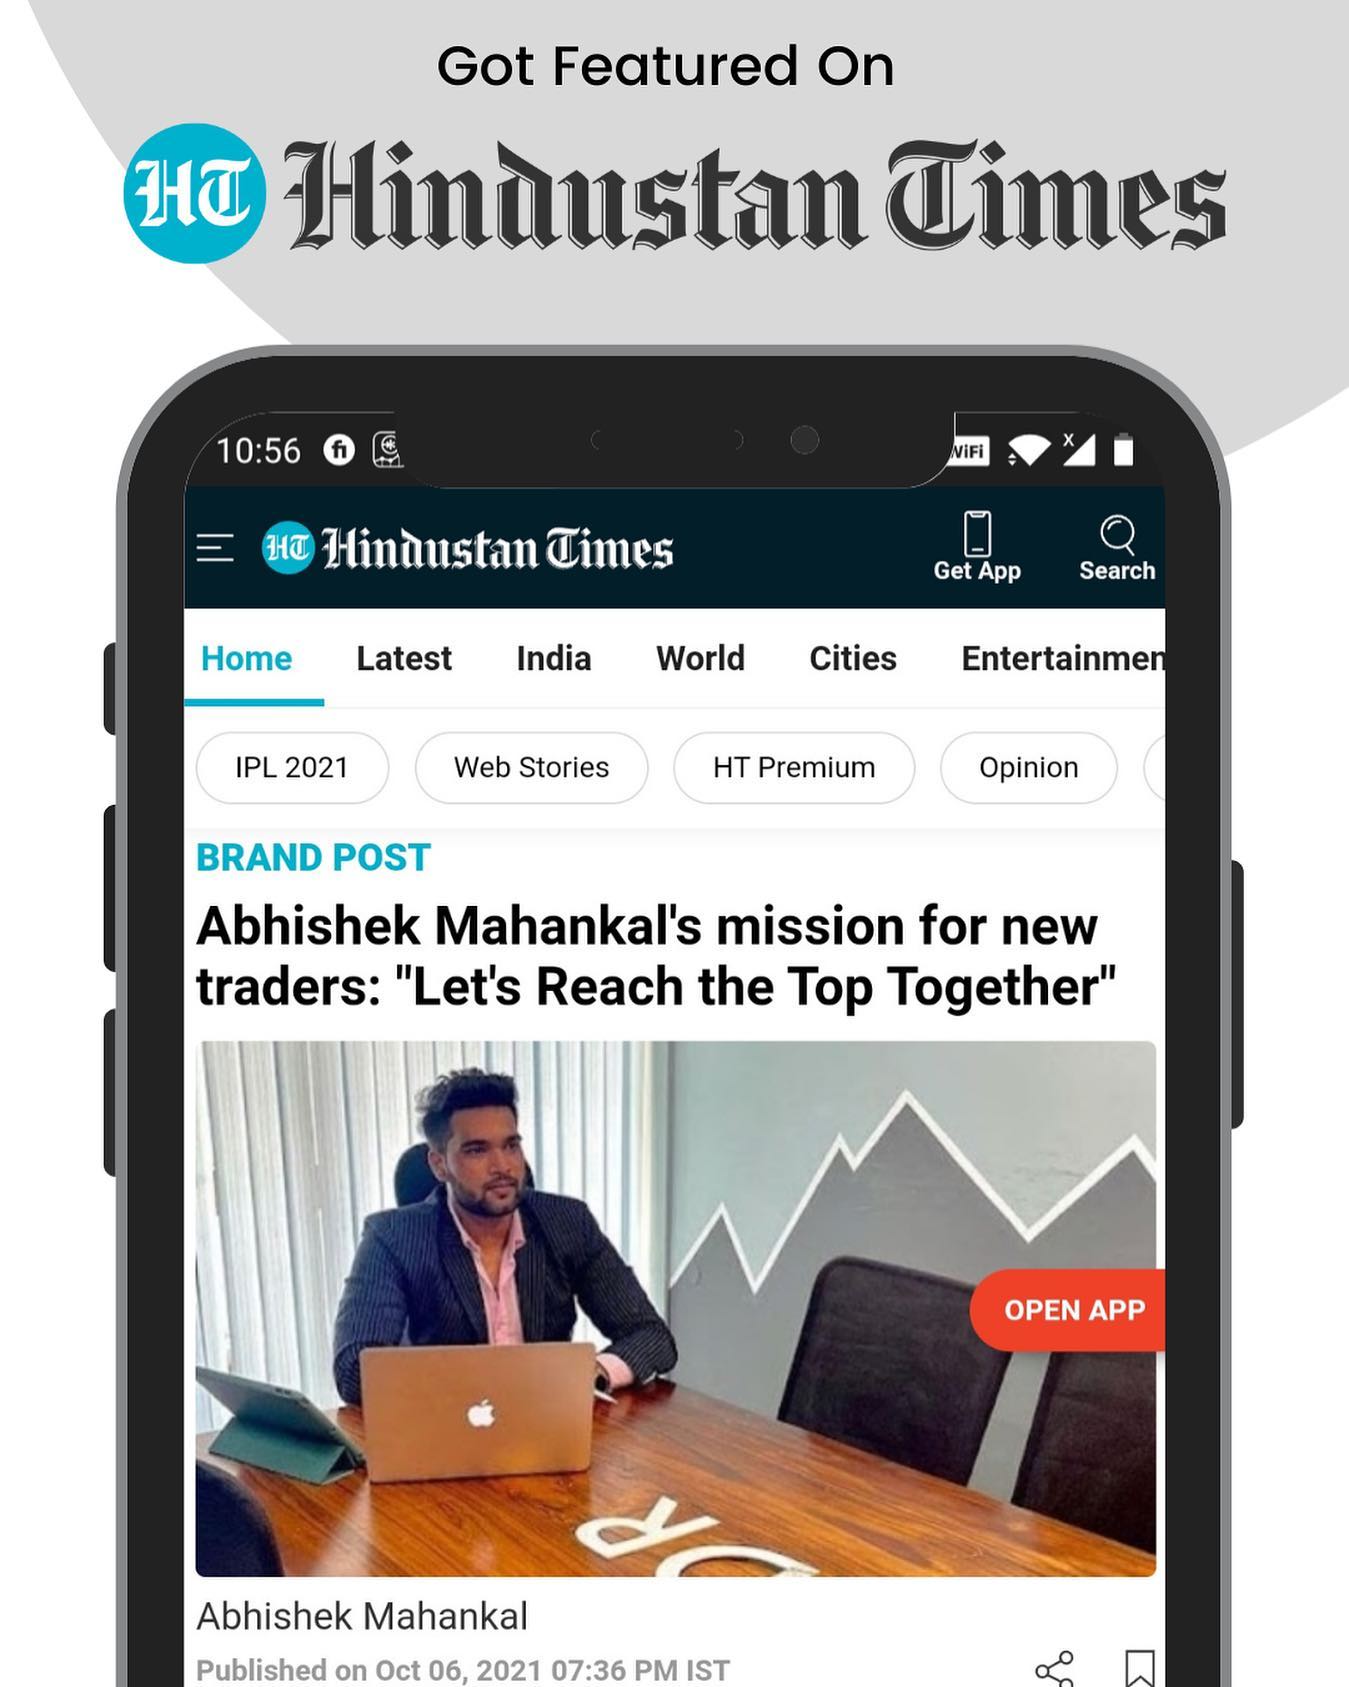 Got Featured On
HT Hindustan Times
10:56 fi WiFi X
HT Hindustan Times
Get App Search
Home Latest India World Cities Entertainmen
IPL 2021 Web Stories HT Premium Opinion
BRAND POST
Abhishek Mahankal's mission for new
traders: "Let's Reach the Top Together"
OPEN APP
Abhishek Mahankal
Published on Oct 06, 2021 07:36 PM IST